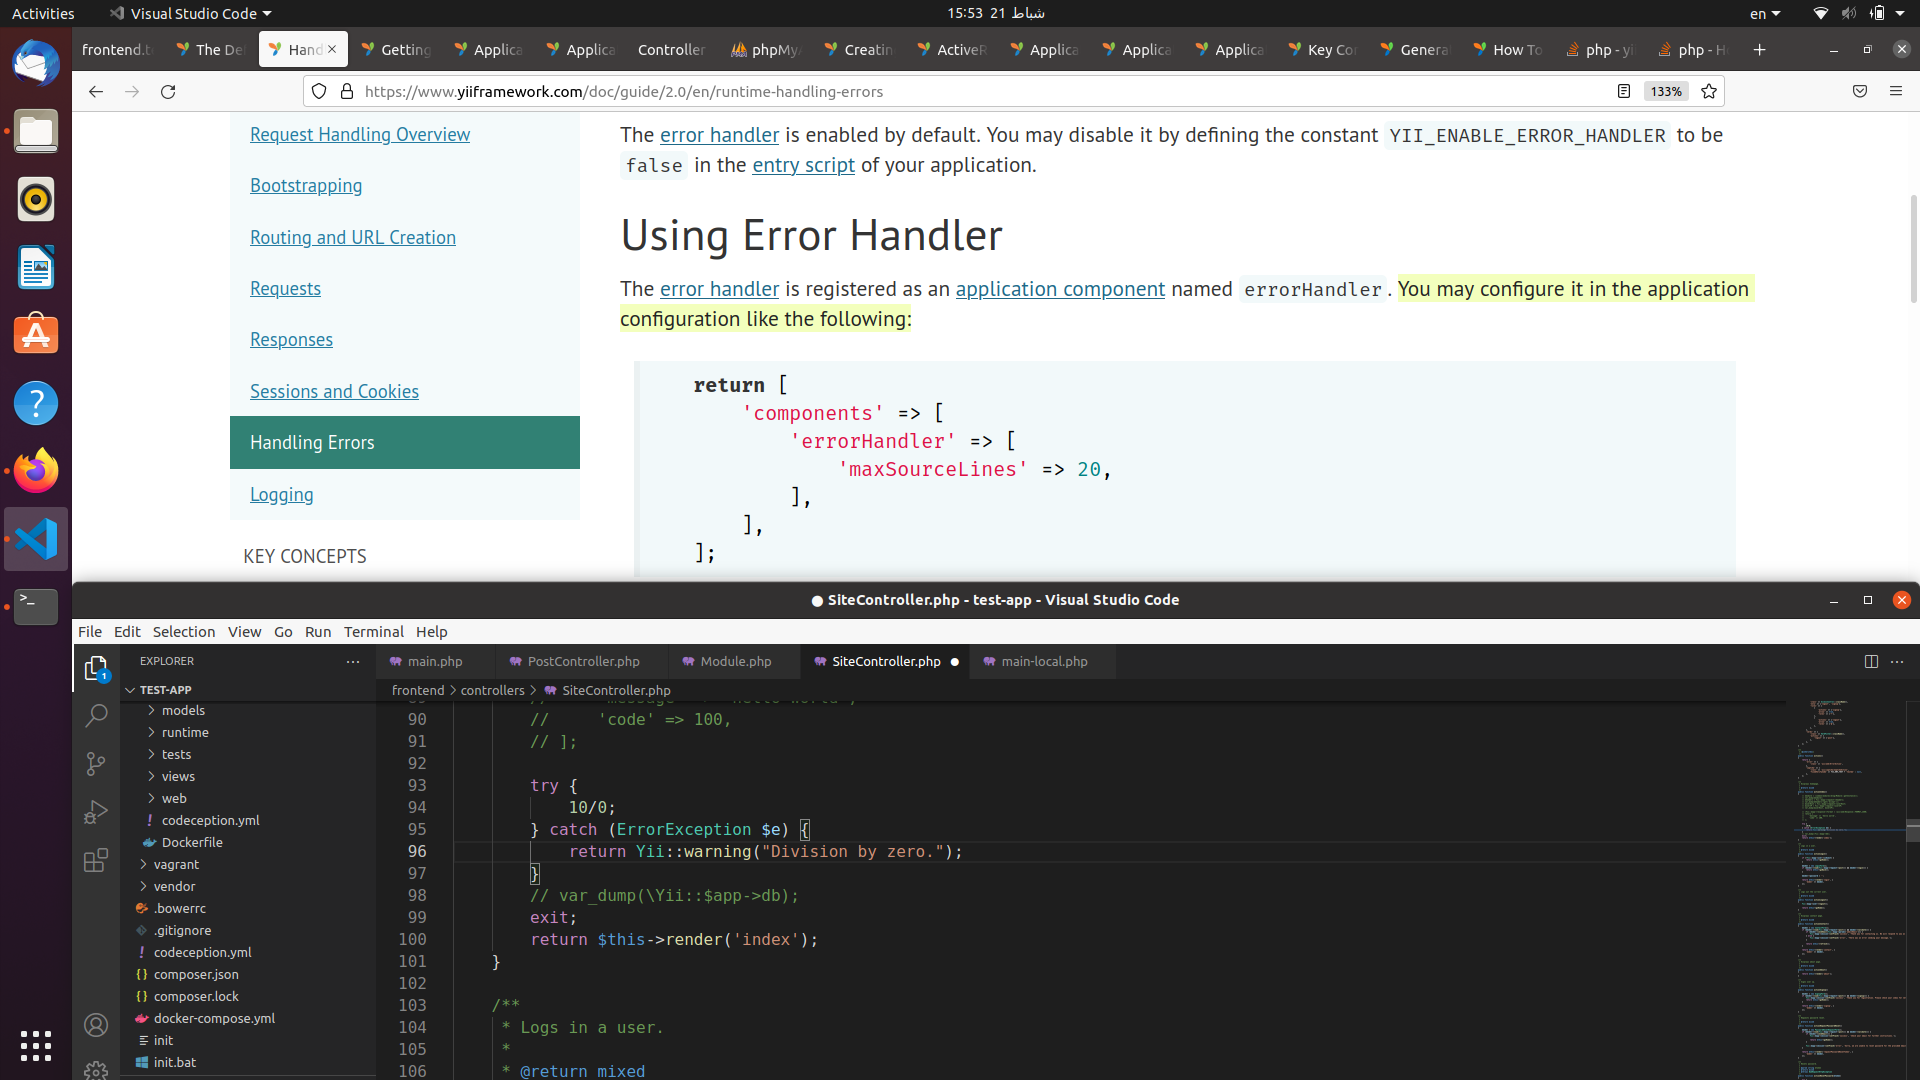 Activities
Visual Studio Code
15:53 شباط 21
en
frontend.t
The De
Hand
Getting
Applica
Applica
Controller
phpMyA
Creatin
ActiveR
Applica
Applica
Applica
Key Co
Genera
How To
php - yi
php - H
https://www.yiiframework.com/doc/guide/2.0/en/runtime-handling-errors
133%
Request Handling Overview
Bootstrapping
Routing and URL Creation
Requests
Responses
Sessions and Cookies
Handling Errors
Logging
KEY CONCEPTS
The error handler is enabled by default. You may disable it by defining the constant YII_ENABLE_ERROR_HANDLER to be
false in the entry script of your application.
Using Error Handler
The error handler is registered as an application component named errorHandler. You may configure it in the application
configuration like the following:
return [
'components' => [
'errorHandler' => [
'maxSourceLines' => 20,
],
],
];
● SiteController.php - test-app - Visual Studio Code
File Edit Selection View Go Run Terminal Help
1
EXPLORER
TEST-APP
models
runtime
tests
views
web
codeception.yml
Dockerfile
vagrant
vendor
.bowerrc
.gitignore
codeception.yml
composer.json
composer.lock
docker-compose.yml
init
init.bat
main.php
PostController.php
Module.php
SiteController.php
main-local.php
frontend > controllers > SiteController.php
90 // 'code' => 100,
91 // ];
92
93 try {
94 10/0;
95 } catch (ErrorException $e) {
96 return Yii::warning("Division by zero.");
97 }
98 // var_dump(\Yii::$app->db);
99 exit;
100 return $this->render('index');
101 }
102
103 /**
104 * Logs in a user.
105 *
106 * @return mixed